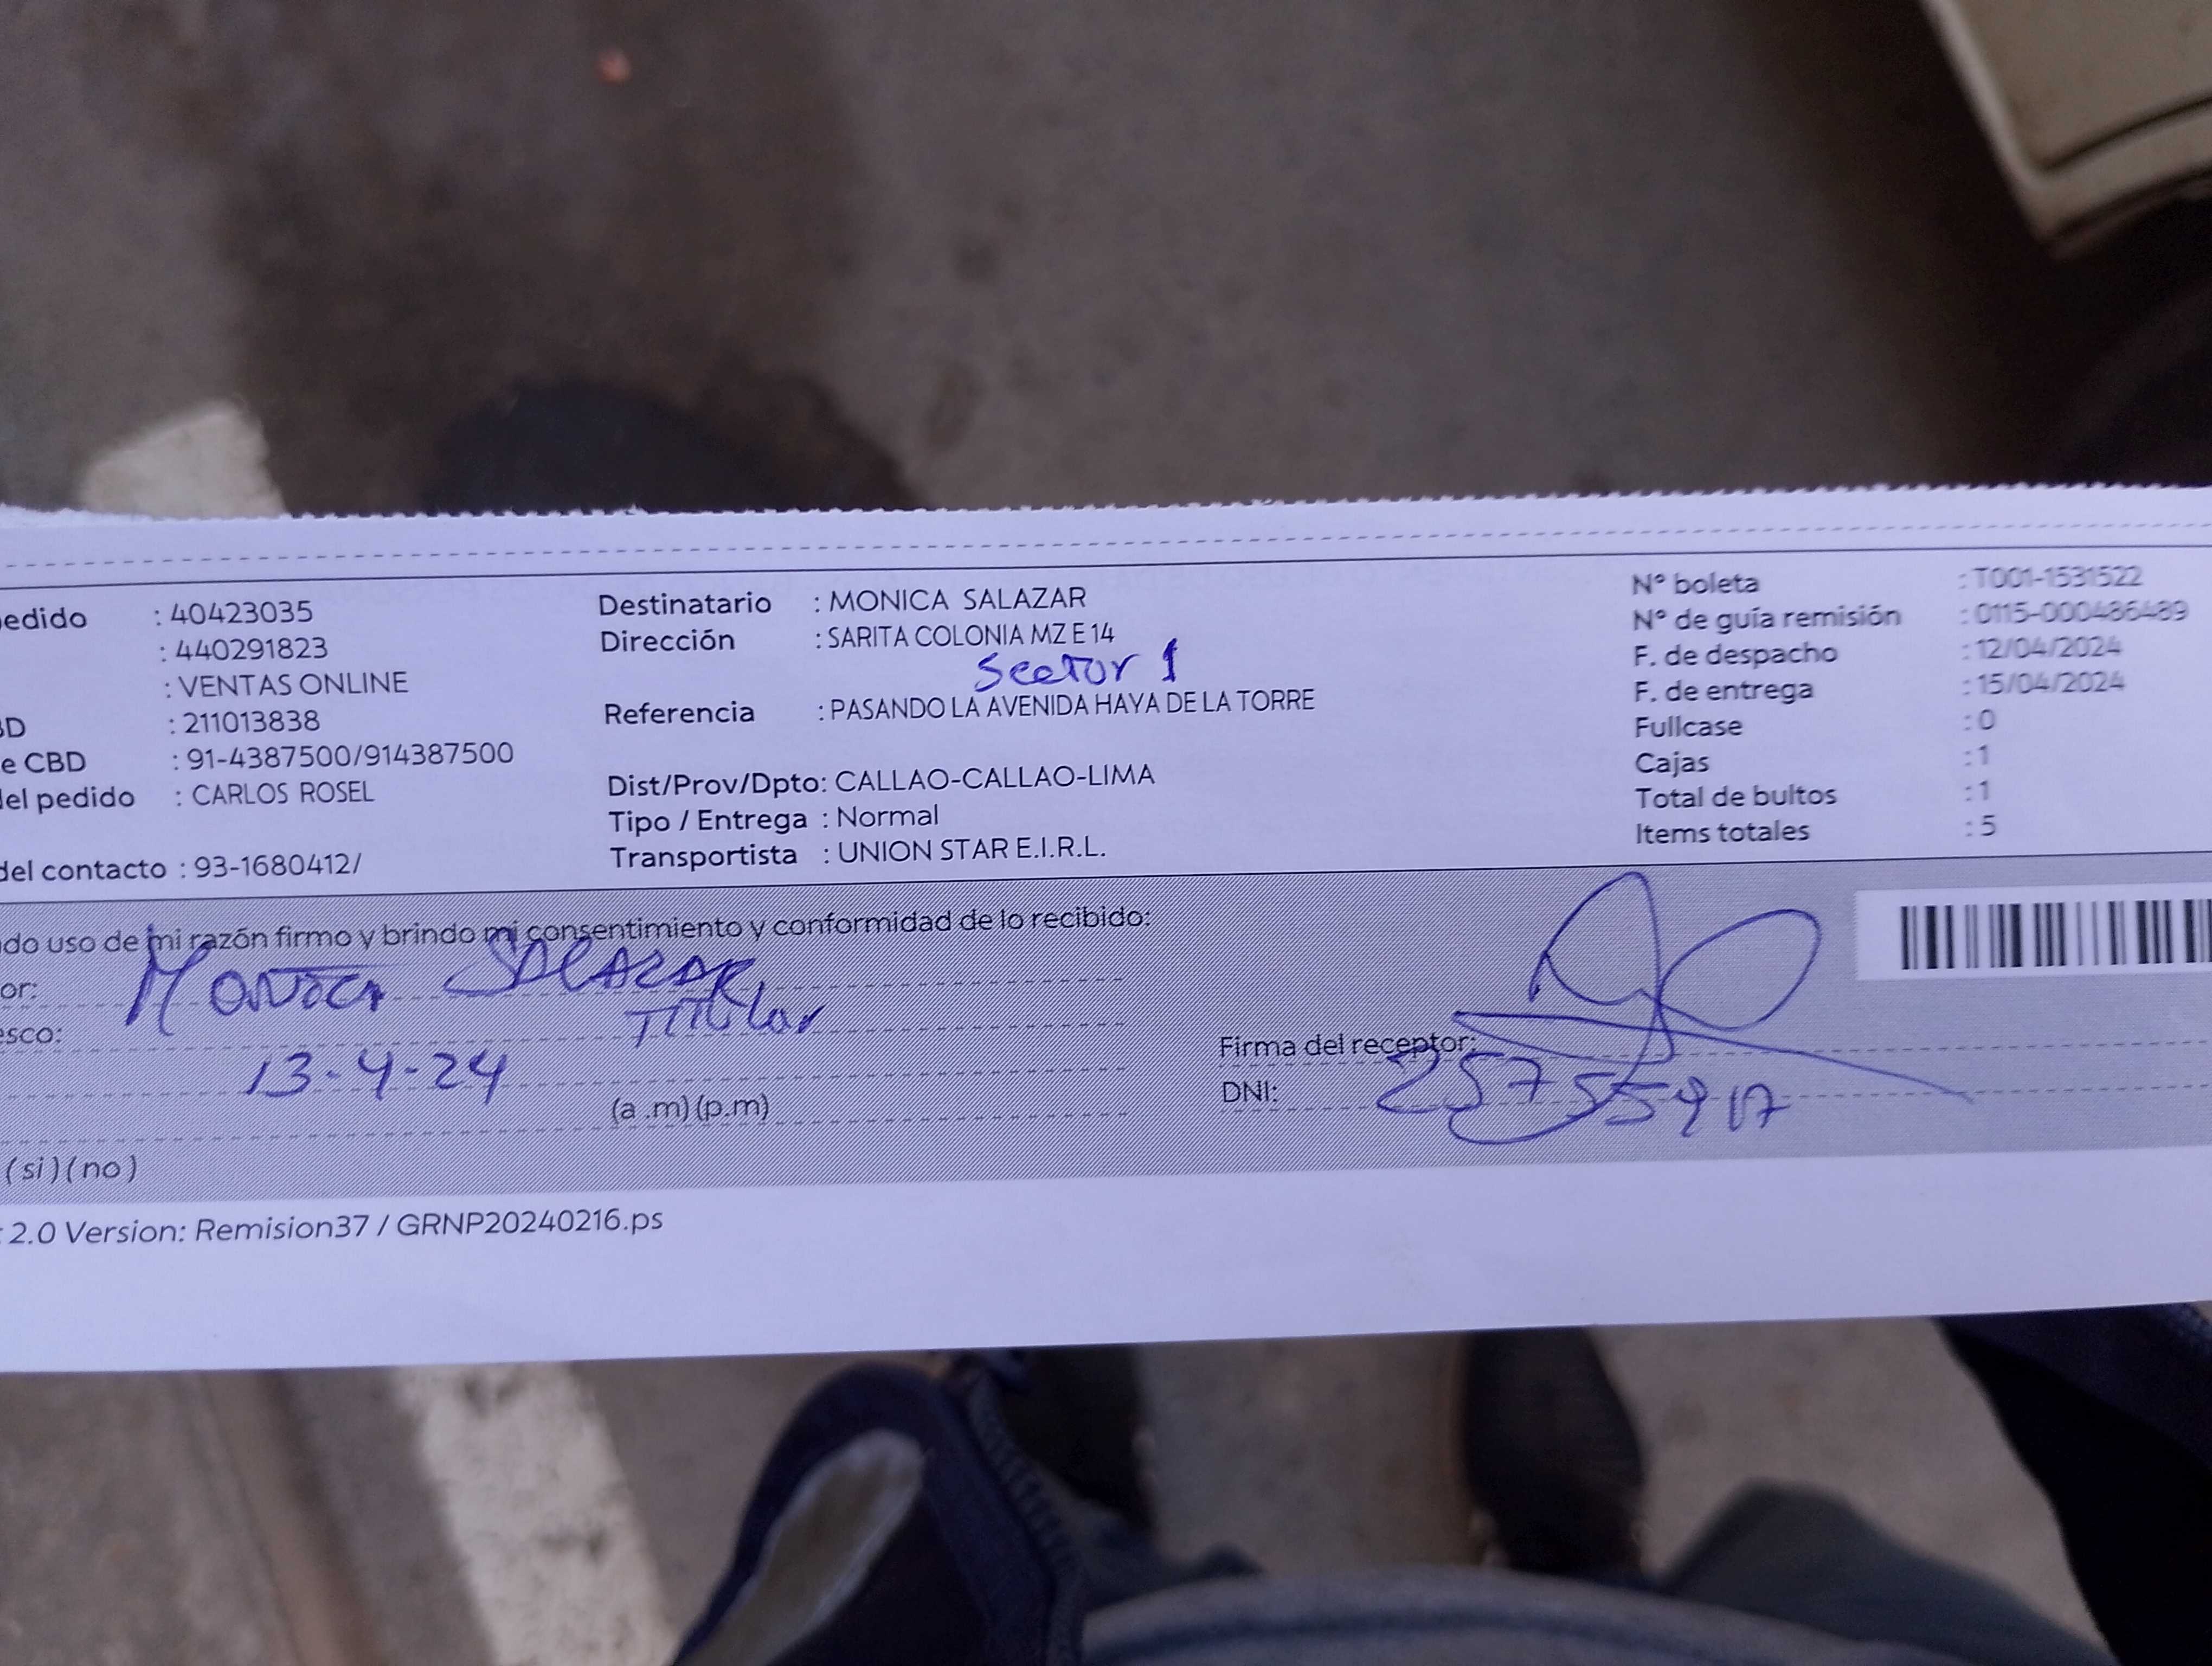 edido : 40423035
: 440291823
: VENTAS ONLINE
BD : 211013838
e CBD : 91-4387500/914387500
del pedido : CARLOS ROSEL
del contacto : 93-1680412/
Destinatario : MONICA SALAZAR
Dirección : SARITA COLONIA MZ E 14
Sector 1
Referencia : PASANDO LA AVENIDA HAYA DE LA TORRE
Dist/Prov/Dpto: CALLAO-CALLAO-LIMA
Tipo / Entrega : Normal
Transportista : UNION STAR E.I.R.L.
N° boleta : T001-1531522
N° de guía remisión : 0115-000486489
F. de despacho : 12/04/2024
F. de entrega : 15/04/2024
Fullcase : 0
Cajas : 1
Total de bultos : 1
Items totales : 5
do uso de mi razón firmo y brindo mi consentimiento y conformidad de lo recibido:
or: Monica SALAZAR
esco: Titular
13-4-24
(a .m) (p.m)
Firma del receptor:
DNI: 25755917
(si) (no)
2.0 Version: Remision37 / GRNP20240216.ps